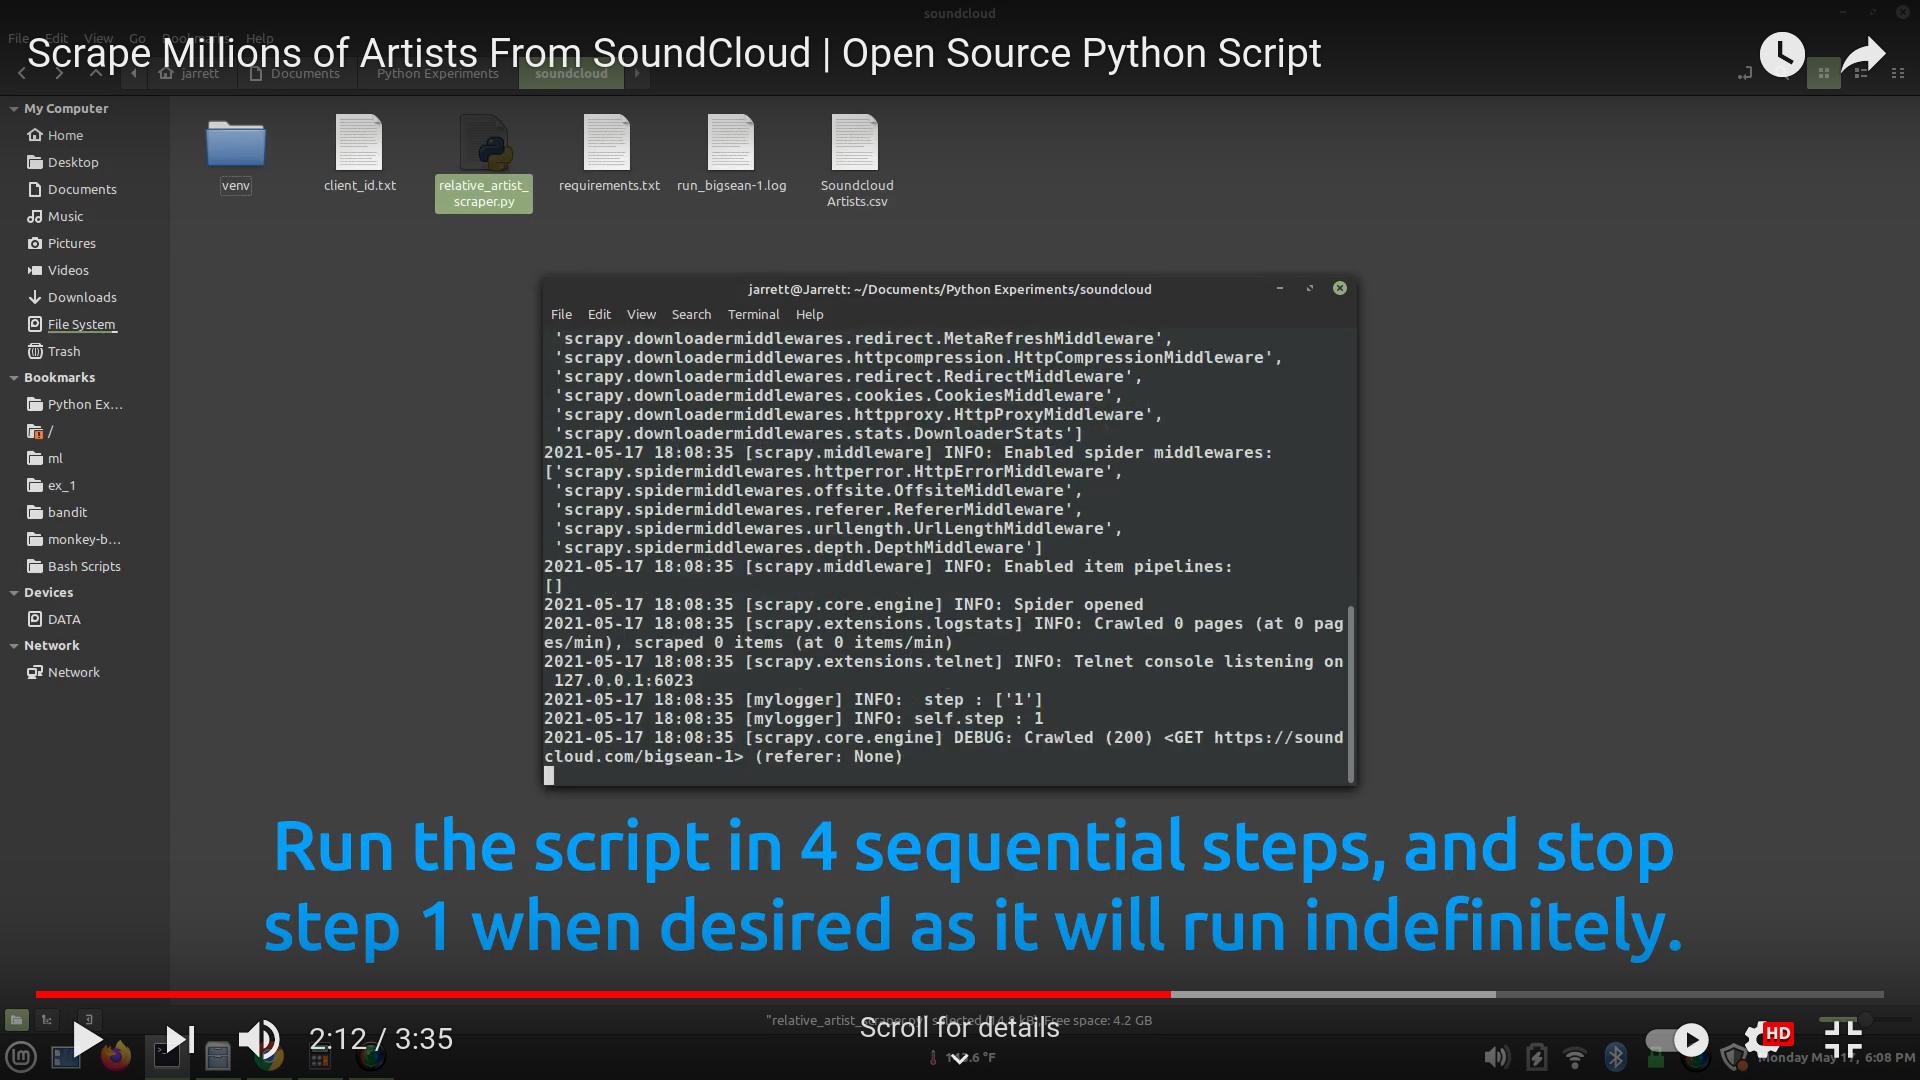 soundcloud
File Edit View Go Bookmarks Help
Scrape Millions of Artists From SoundCloud | Open Source Python Script
jarrett Documents Python Experiments soundcloud
My Computer
Home
Desktop
Documents
Music
Pictures
Videos
Downloads
File System
Trash
Bookmarks
Python Ex...
/
ml
ex_1
bandit
monkey-b...
Bash Scripts
Devices
DATA
Network
Network
venv
client_id.txt
relative_artist_
scraper.py
requirements.txt
run_bigsean-1.log
Soundcloud
Artists.csv
jarrett@Jarrett: ~/Documents/Python Experiments/soundcloud
File Edit View Search Terminal Help
'scrapy.downloadermiddlewares.redirect.MetaRefreshMiddleware',
'scrapy.downloadermiddlewares.httpcompression.HttpCompressionMiddleware',
'scrapy.downloadermiddlewares.redirect.RedirectMiddleware',
'scrapy.downloadermiddlewares.cookies.CookiesMiddleware',
'scrapy.downloadermiddlewares.httpproxy.HttpProxyMiddleware',
'scrapy.downloadermiddlewares.stats.DownloaderStats']
2021-05-17 18:08:35 [scrapy.middleware] INFO: Enabled spider middlewares:
['scrapy.spidermiddlewares.httperror.HttpErrorMiddleware',
'scrapy.spidermiddlewares.offsite.OffsiteMiddleware',
'scrapy.spidermiddlewares.referer.RefererMiddleware',
'scrapy.spidermiddlewares.urllength.UrlLengthMiddleware',
'scrapy.spidermiddlewares.depth.DepthMiddleware']
2021-05-17 18:08:35 [scrapy.middleware] INFO: Enabled item pipelines:
[]
2021-05-17 18:08:35 [scrapy.core.engine] INFO: Spider opened
2021-05-17 18:08:35 [scrapy.extensions.logstats] INFO: Crawled 0 pages (at 0 pag
es/min), scraped 0 items (at 0 items/min)
2021-05-17 18:08:35 [scrapy.extensions.telnet] INFO: Telnet console listening on
127.0.0.1:6023
2021-05-17 18:08:35 [mylogger] INFO:  step : ['1']
2021-05-17 18:08:35 [mylogger] INFO: self.step : 1
2021-05-17 18:08:35 [scrapy.core.engine] DEBUG: Crawled (200) <GET https://sound
cloud.com/bigsean-1> (referer: None)
Run the script in 4 sequential steps, and stop
step 1 when desired as it will run indefinitely.
"relative_artist_scraper.py" selected kB), Free space: 4.2 GB
Scroll for details
2:12 / 3:35
HD
Monday May 17, 6:08 PM